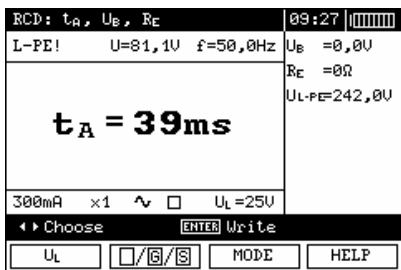 RCD: tA, UB, RE 09:27
L-PE! U=81,1V f=50,0Hz
UB =0,0V
RE =0Ω
UL-PE=242,0V
tA = 39ms
300mA ×1 ∿ □ UL=25V
◂ ▸ Choose ENTER Write
UL □/G/S MODE HELP